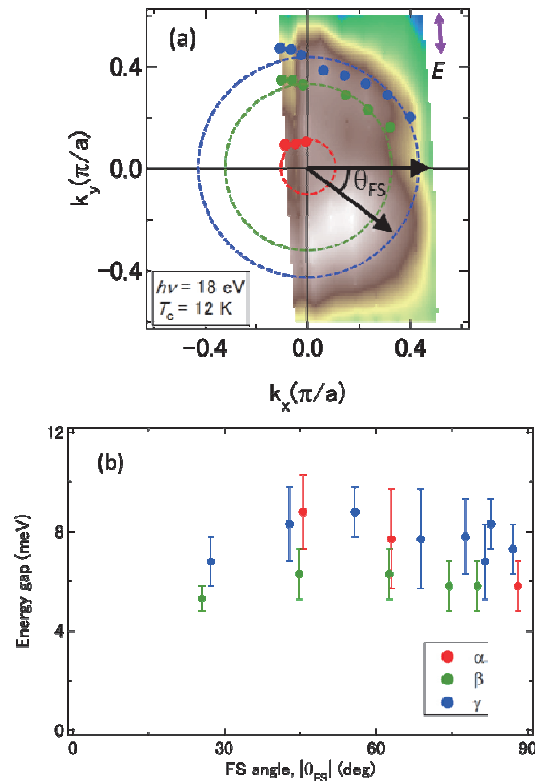 (a)
E
0.4
0.0
−0.4
k_y(π/a)
θ_FS
hν = 18 eV
T_c = 12 K
−0.4 0.0 0.4
k_x(π/a)
(b)
12
8
4
0
Energy gap (meV)
α
β
γ
0 30 60 90
FS angle, |θ_FS| (deg)